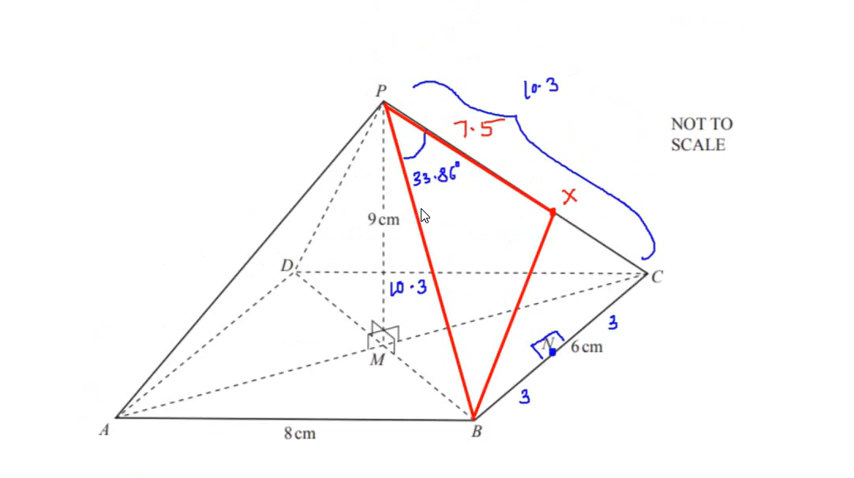 10.3
P
7.5
NOT TO
SCALE
33.86°
X
9cm
D
10.3
C
3
M
N
6cm
3
A
8cm
B